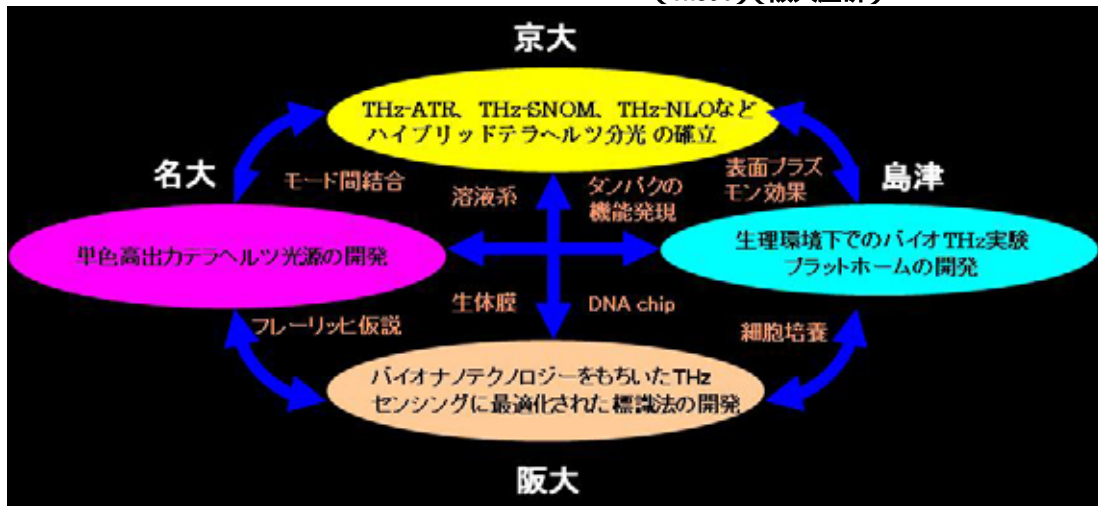 京大
THz-ATR、THz-SNOM、THz-NLOなど
ハイブリッドテラヘルツ分光 の確立
名大
モード間結合
溶液系
タンパクの
機能発現
表面プラズ
モン効果
島津
単色高出力テラヘルツ光源の開発
生理環境下でのバイオTHz実験
プラットホームの開発
フレーリッヒ仮説
生体膜
DNA chip
細胞培養
バイオナノテクノロジーをもちいたTHz
センシングに最適化された標識法の開発
阪大